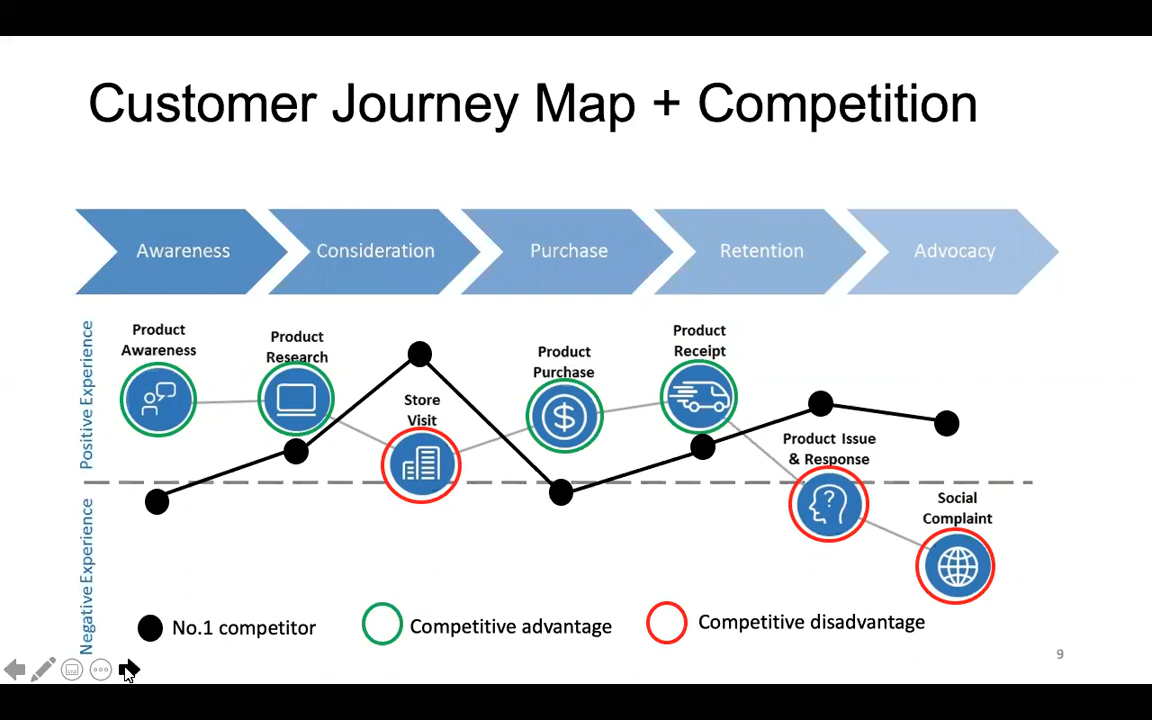 Customer Journey Map + Competition
Awareness
Consideration
Purchase
Retention
Advocacy
Positive Experience
Negative Experience
Product
Awareness
Product
Research
Store
Visit
Product
Purchase
$
Product
Receipt
Product Issue
& Response
?
Social
Complaint
No.1 competitor
Competitive advantage
Competitive disadvantage
9